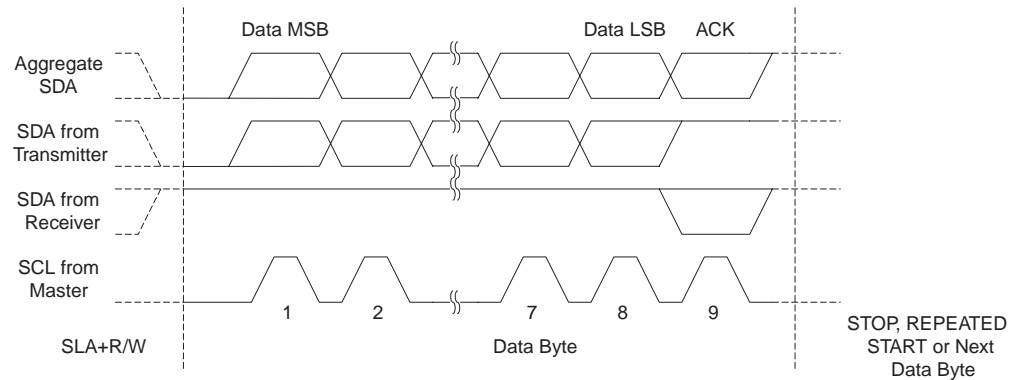 Data MSB
Data LSB
ACK
Aggregate
SDA
SDA from
Transmitter
SDA from
Receiver
SCL from
Master
1
2
7
8
9
SLA+R/W
Data Byte
STOP, REPEATED
START or Next
Data Byte